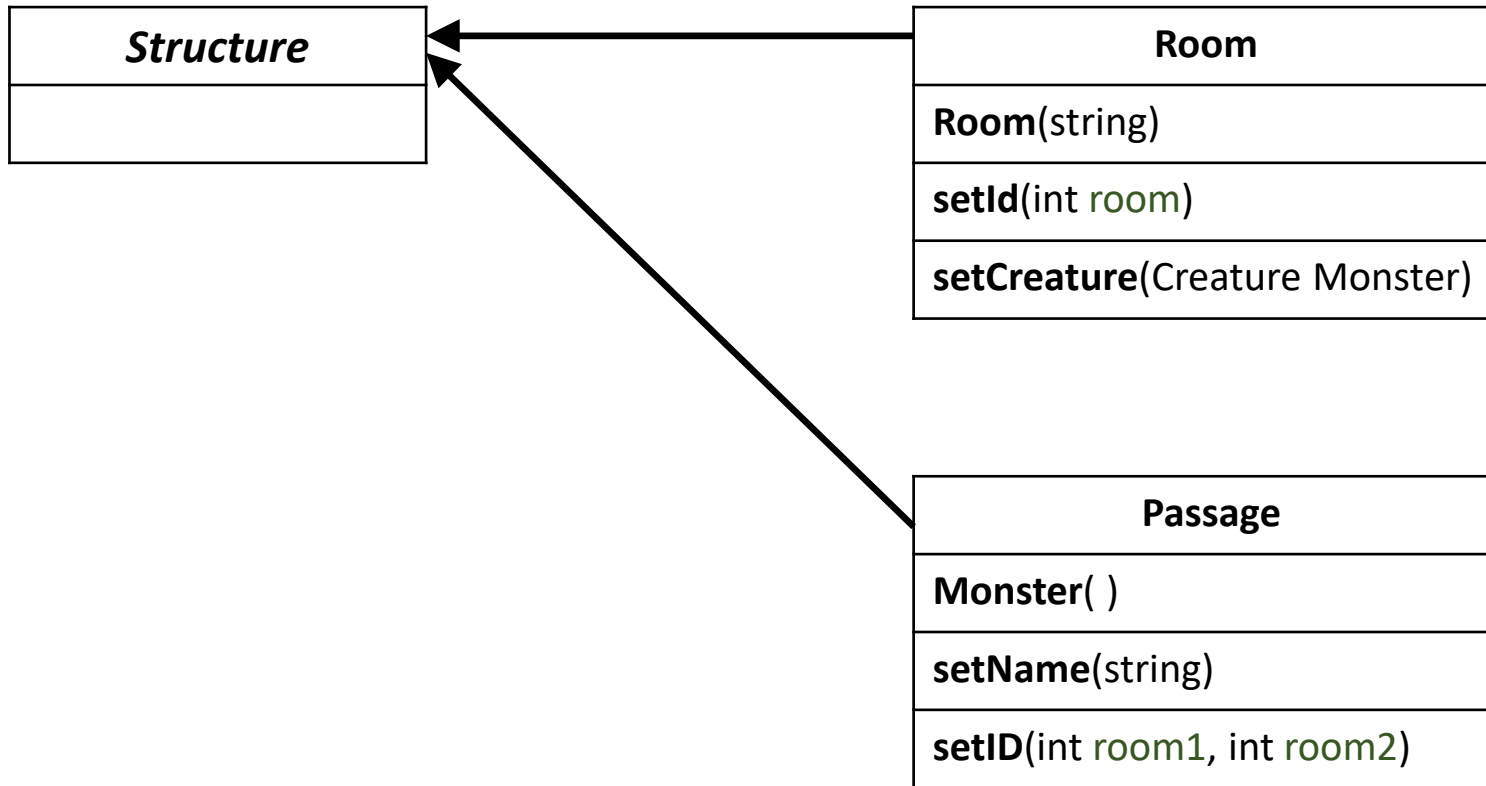 Structure
Room
Room(string)
setId(int room)
setCreature(Creature Monster)
Passage
Monster( )
setName(string)
setID(int room1, int room2)